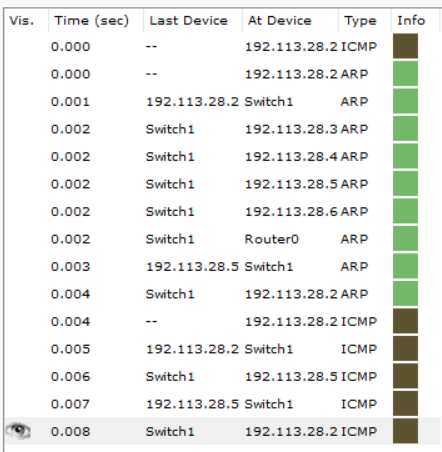 Vis. Time (sec) Last Device At Device Type Info
0.000 -- 192.113.28.2 ICMP
0.000 -- 192.113.28.2 ARP
0.001 192.113.28.2 Switch1 ARP
0.002 Switch1 192.113.28.3 ARP
0.002 Switch1 192.113.28.4 ARP
0.002 Switch1 192.113.28.5 ARP
0.002 Switch1 192.113.28.6 ARP
0.002 Switch1 Router0 ARP
0.003 192.113.28.5 Switch1 ARP
0.004 Switch1 192.113.28.2 ARP
0.004 -- 192.113.28.2 ICMP
0.005 192.113.28.2 Switch1 ICMP
0.006 Switch1 192.113.28.5 ICMP
0.007 192.113.28.5 Switch1 ICMP
0.008 Switch1 192.113.28.2 ICMP